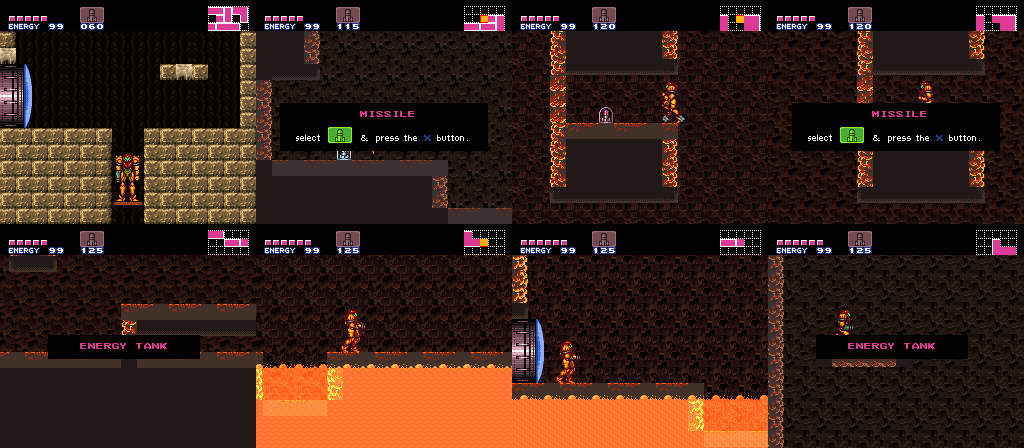 ENERGY 99 060
ENERGY 99 115
MISSILE
select & press the X button.
ENERGY 99 120
ENERGY 99 120
MISSILE
select & press the X button.
ENERGY 99 125
ENERGY TANK
ENERGY 99 125
ENERGY 99 125
ENERGY 99 125
ENERGY TANK